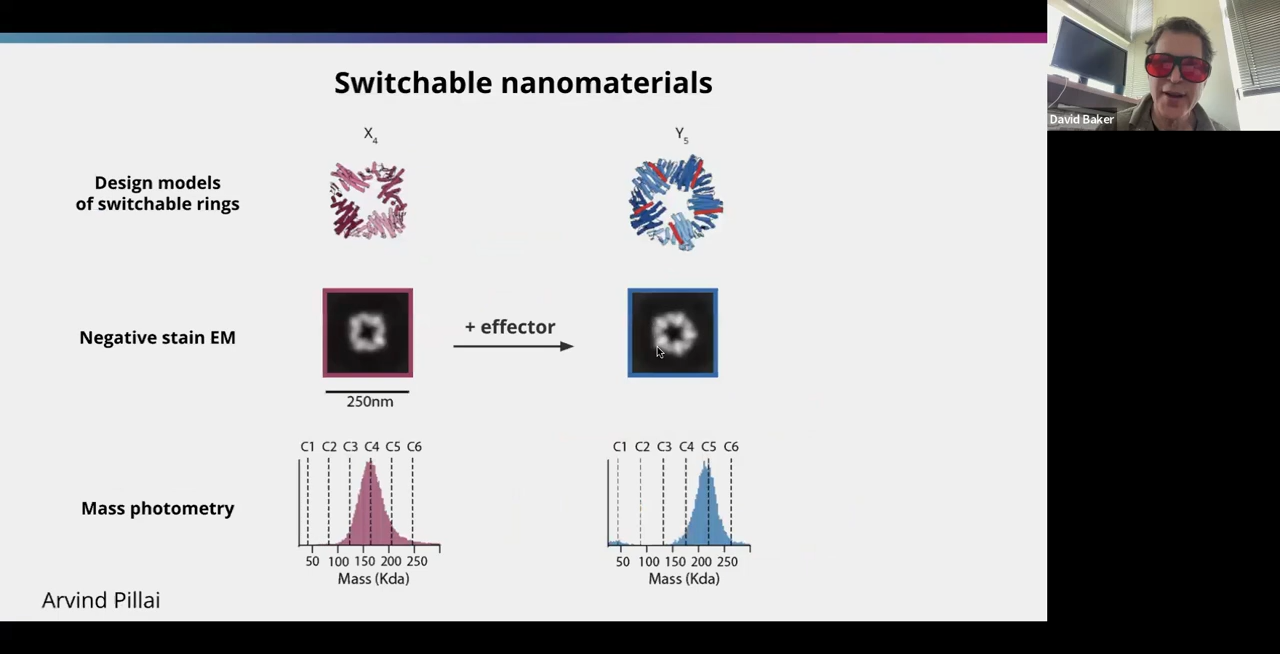 Switchable nanomaterials
David Baker
X4
Y5
Design models
of switchable rings
Negative stain EM
+ effector
250nm
C1 C2 C3 C4 C5 C6
C1 C2 C3 C4 C5 C6
Mass photometry
50 100 150 200 250
50 100 150 200 250
Mass (Kda)
Mass (Kda)
Arvind Pillai